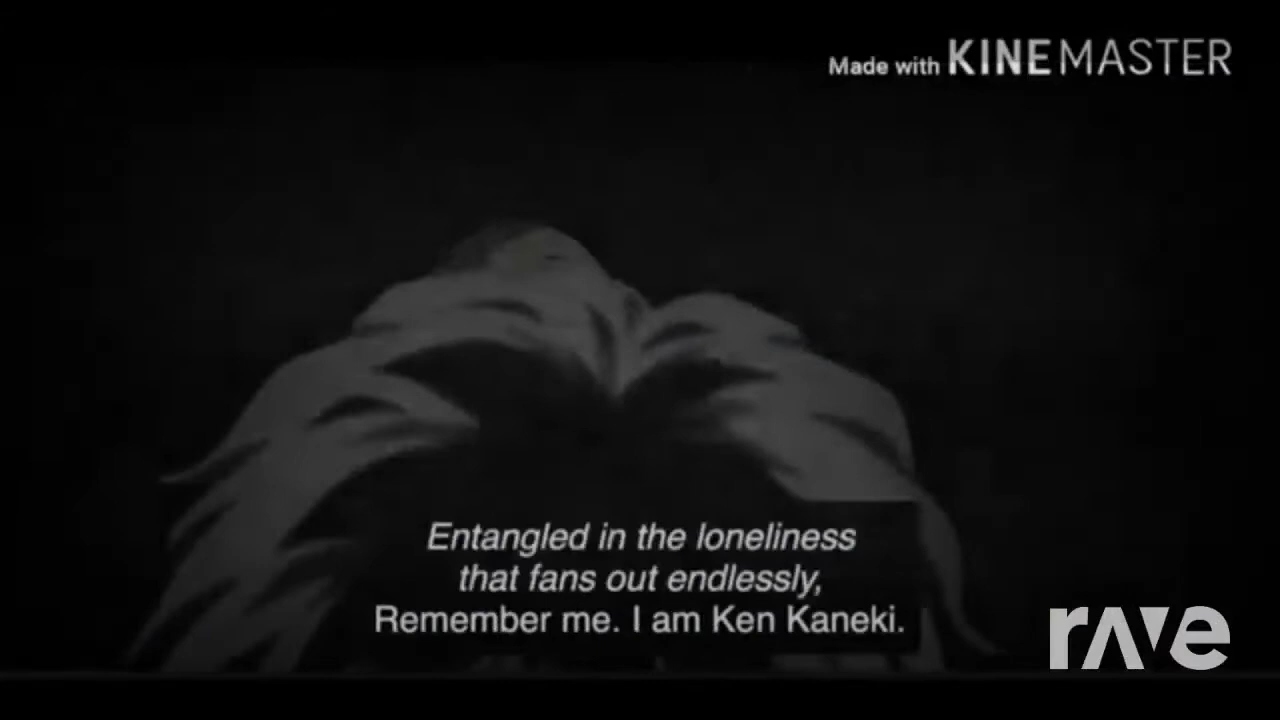 Made with KINEMASTER
Entangled in the loneliness
that fans out endlessly,
Remember me. I am Ken Kaneki.
rave